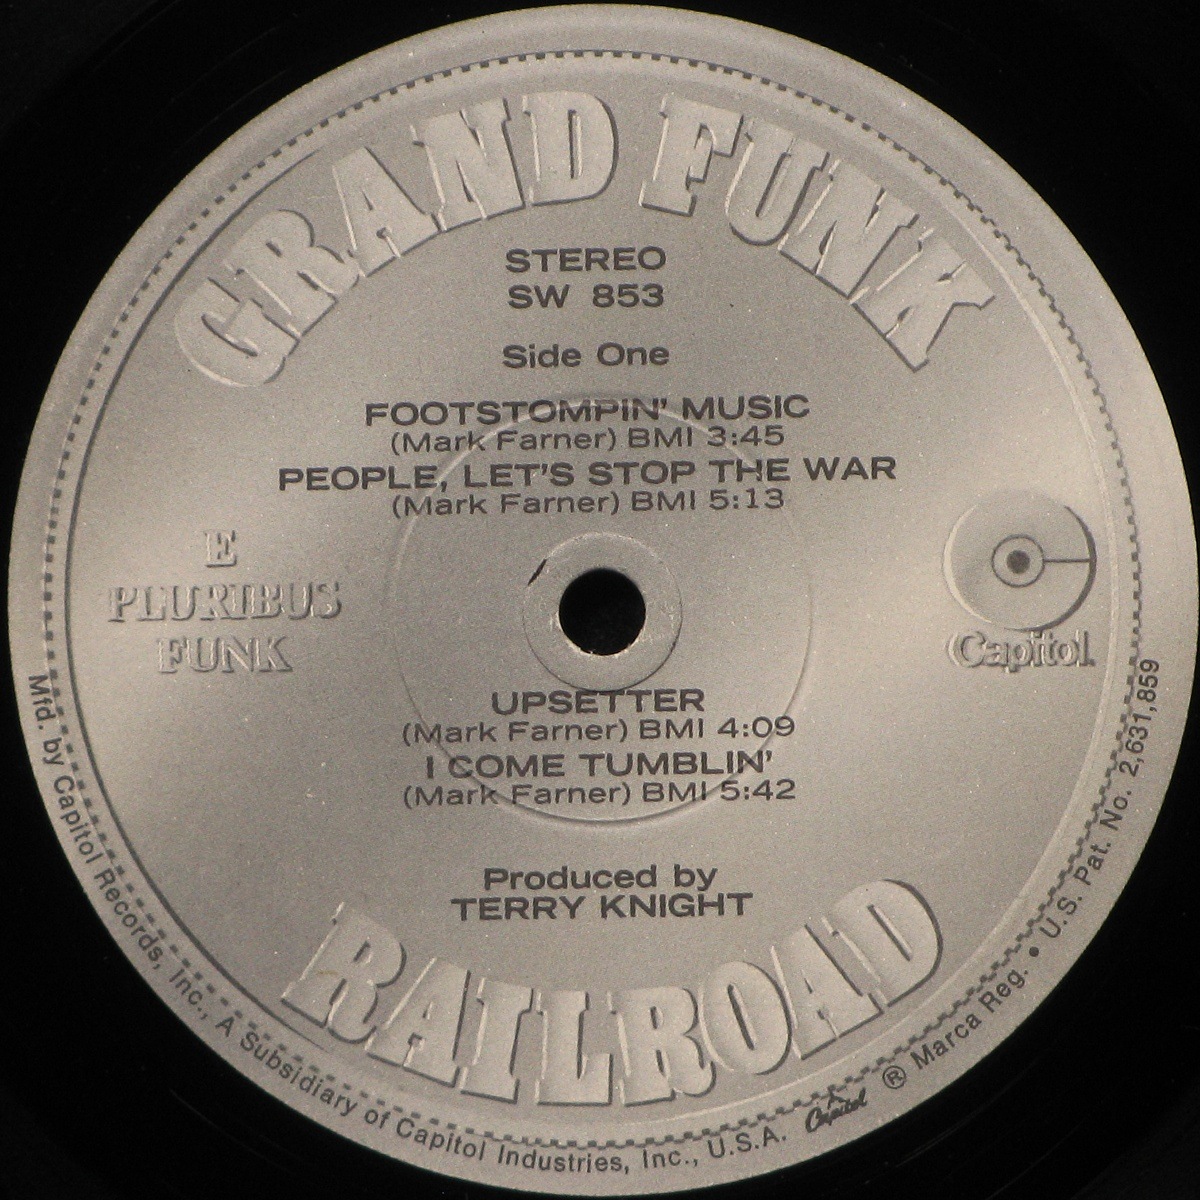 GRAND FUNK
STEREO
SW 853
Side One
FOOTSTOMPIN' MUSIC
(Mark Farner) BMI 3:45
PEOPLE, LET'S STOP THE WAR
(Mark Farner) BMI 5:13
E
PLURIBUS
FUNK
Capitol.
UPSETTER
(Mark Farner) BMI 4:09
I COME TUMBLIN'
(Mark Farner) BMI 5:42
Produced by
TERRY KNIGHT
RAILROAD
Mfd. by Capitol Records, Inc., A Subsidiary of Capitol Industries, Inc., U.S.A. Capitol ® Marca Reg. • U.S. Pat. No. 2,631,859